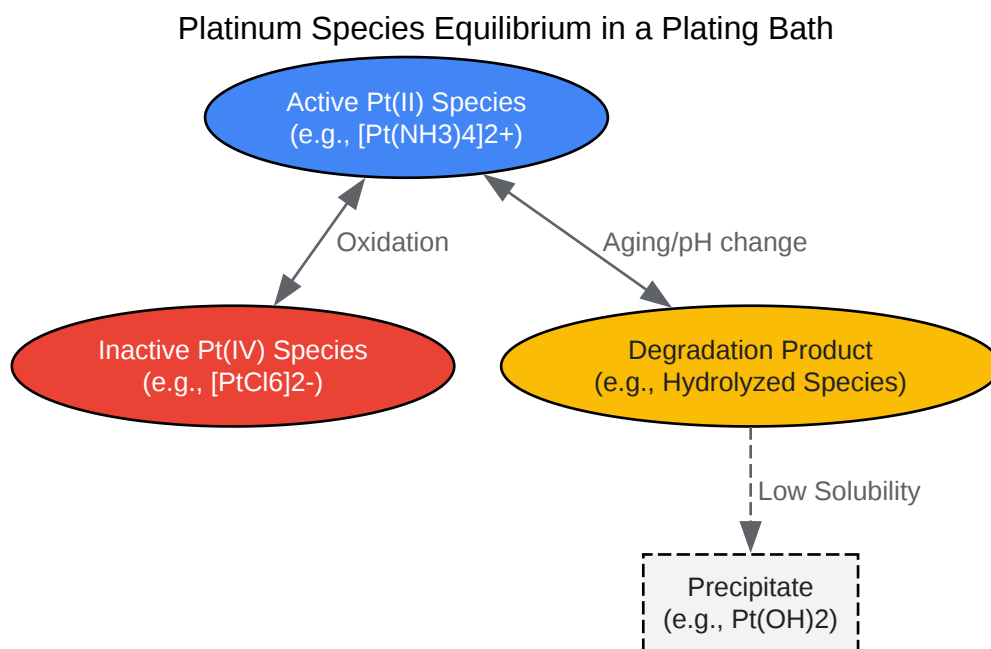 Platinum Species Equilibrium in a Plating Bath
Active Pt(II) Species
(e.g., [Pt(NH3)4]2+)
Oxidation
Aging/pH change
Inactive Pt(IV) Species
(e.g., [PtCl6]2-)
Degradation Product
(e.g., Hydrolyzed Species)
Low Solubility
Precipitate
(e.g., Pt(OH)2)